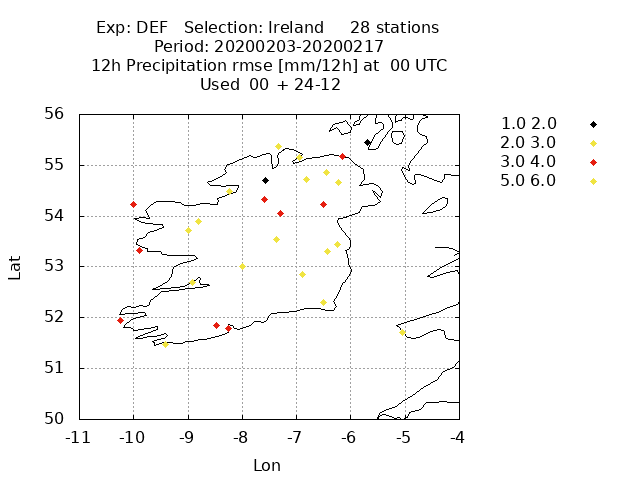 Exp: DEF Selection: Ireland 28 stations
Period: 20200203-20200217
12h Precipitation rmse [mm/12h] at 00 UTC
Used 00 + 24-12
1.0 2.0
2.0 3.0
3.0 4.0
5.0 6.0
56
55
54
53
52
51
50
Lat
-11 -10 -9 -8 -7 -6 -5 -4
Lon